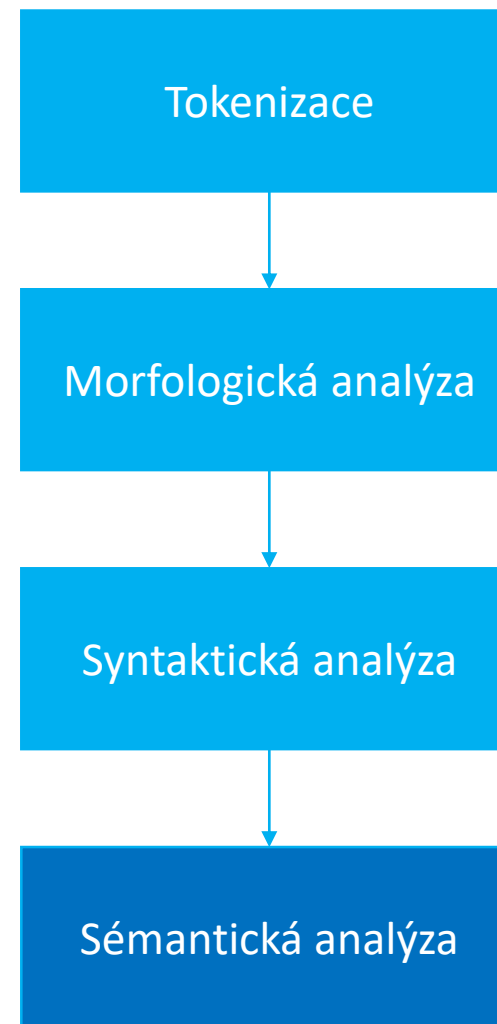 Tokenizace
Morfologická analýza
Syntaktická analýza
Sémantická analýza